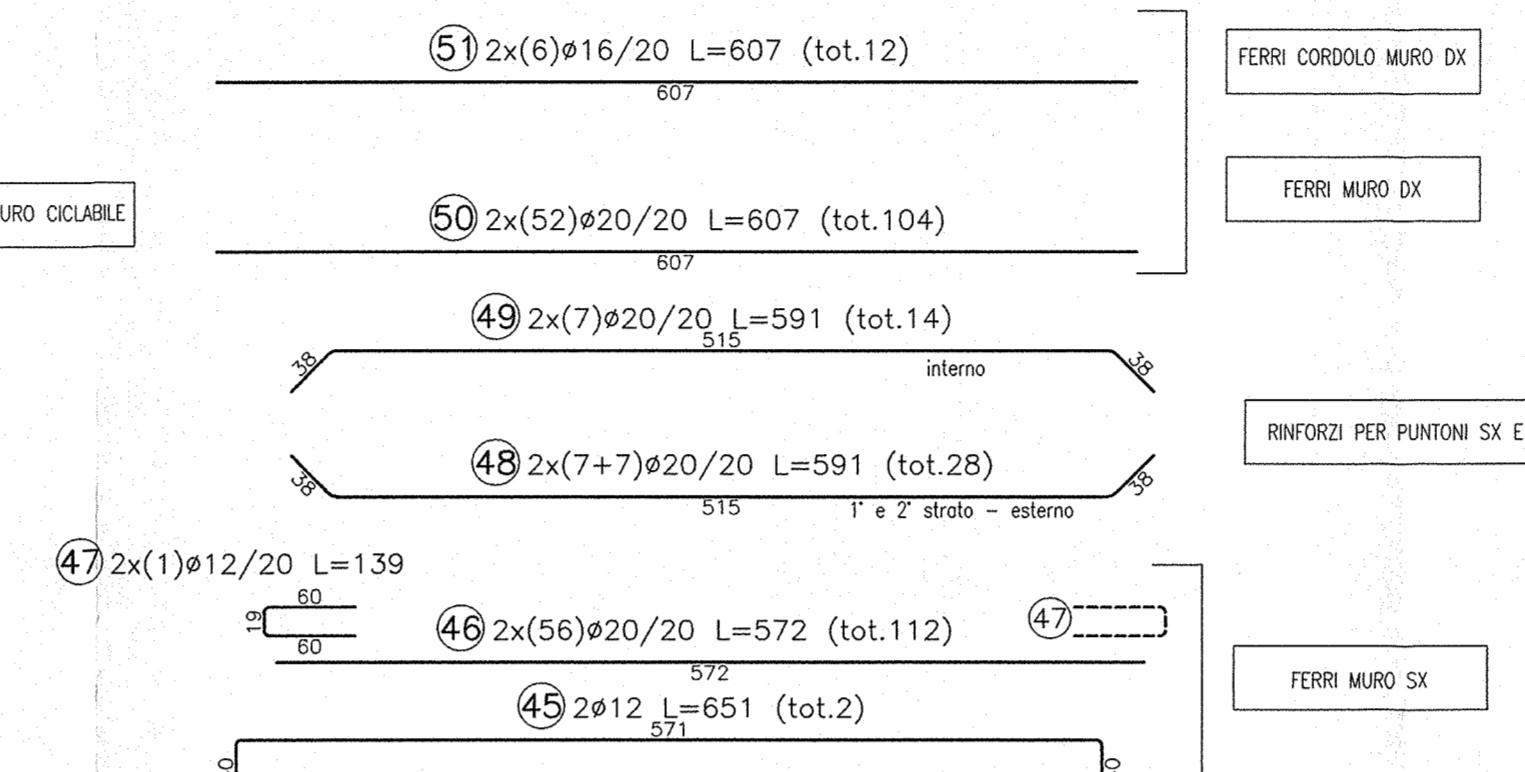 51 2x(6)ø16/20 L=607 (tot.12)
607
FERRI CORDOLO MURO DX
URO CICLABILE
50 2x(52)ø20/20 L=607 (tot.104)
607
FERRI MURO DX
49 2x(7)ø20/20 L=591 (tot.14)
515
38
38
interno
48 2x(7+7)ø20/20 L=591 (tot.28)
38
38
515
1° e 2° strato – esterno
RINFORZI PER PUNTONI SX E
47 2x(1)ø12/20 L=139
60
19
60
46 2x(56)ø20/20 L=572 (tot.112)
47
572
FERRI MURO SX
45 2ø12 L=651 (tot.2)
571